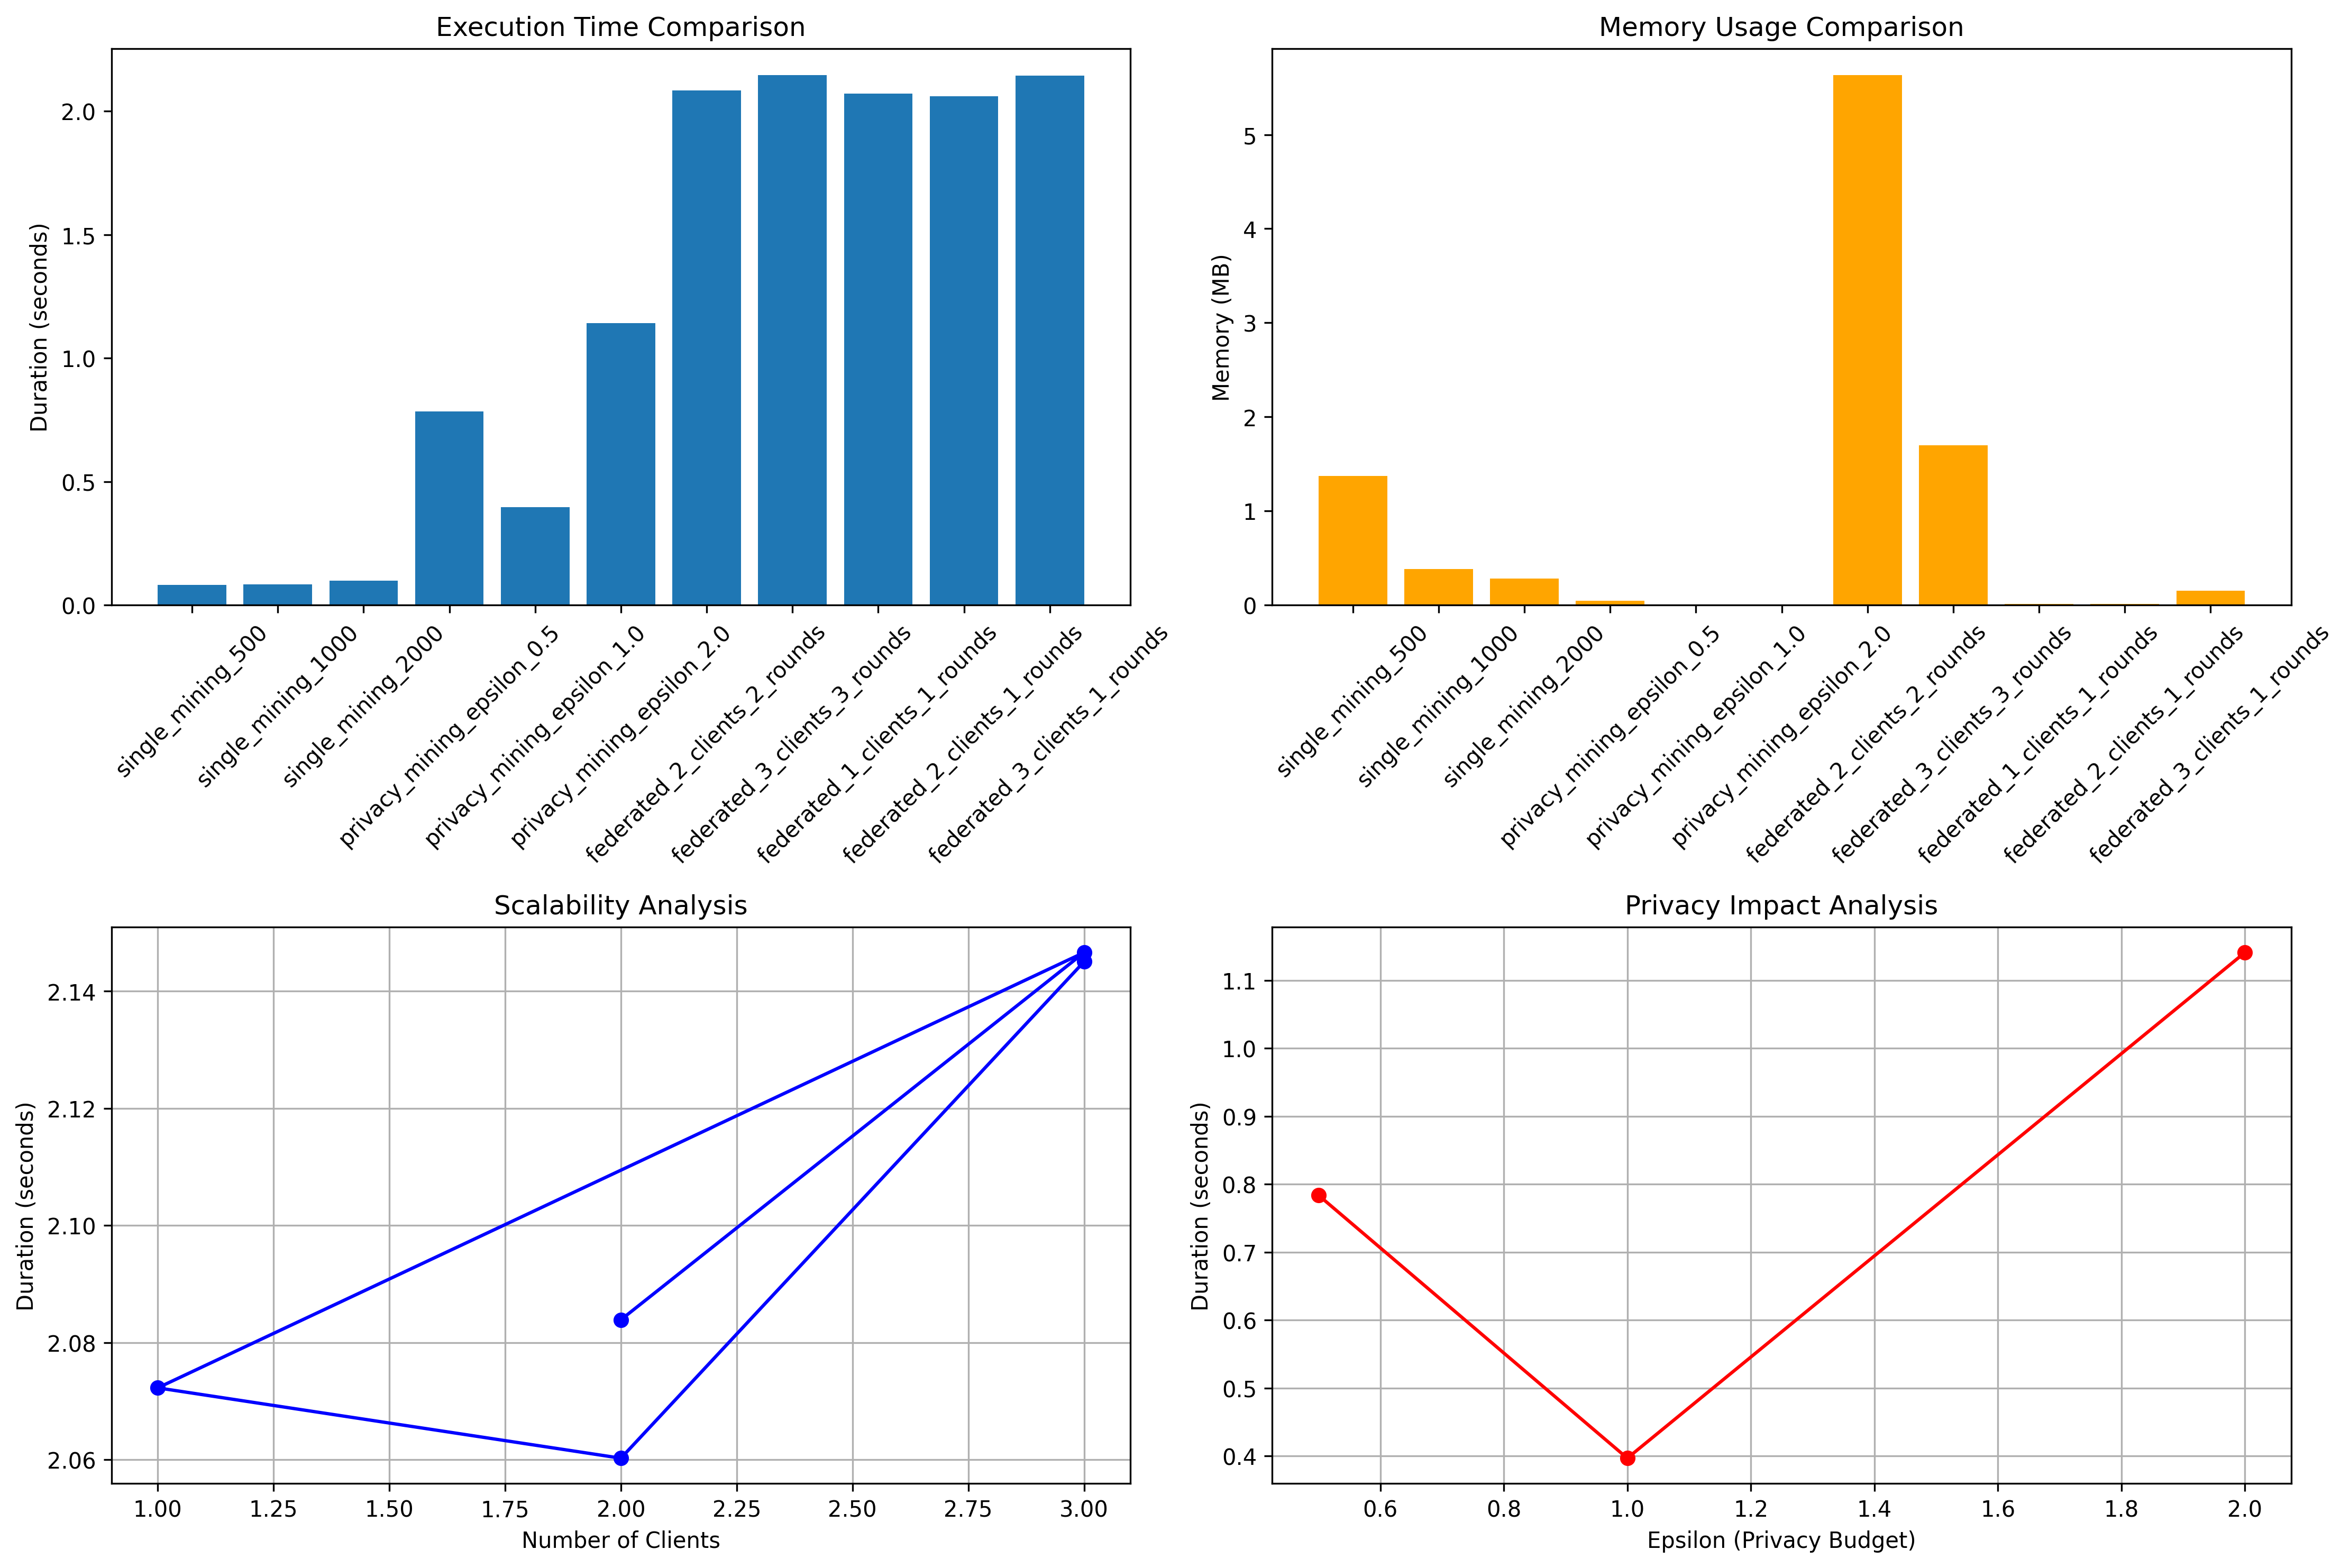 Execution Time Comparison
Duration (seconds)
2.0
1.5
1.0
0.5
0.0
single_mining_500
single_mining_1000
single_mining_2000
privacy_mining_epsilon_0.5
privacy_mining_epsilon_1.0
privacy_mining_epsilon_2.0
federated_2_clients_2_rounds
federated_3_clients_3_rounds
federated_1_clients_1_rounds
federated_2_clients_1_rounds
federated_3_clients_1_rounds
Memory Usage Comparison
Memory (MB)
5
4
3
2
1
0
single_mining_500
single_mining_1000
single_mining_2000
privacy_mining_epsilon_0.5
privacy_mining_epsilon_1.0
privacy_mining_epsilon_2.0
federated_2_clients_2_rounds
federated_3_clients_3_rounds
federated_1_clients_1_rounds
federated_2_clients_1_rounds
federated_3_clients_1_rounds
Scalability Analysis
Duration (seconds)
2.14
2.12
2.10
2.08
2.06
1.00 1.25 1.50 1.75 2.00 2.25 2.50 2.75 3.00
Number of Clients
Privacy Impact Analysis
Duration (seconds)
1.1
1.0
0.9
0.8
0.7
0.6
0.5
0.4
0.6 0.8 1.0 1.2 1.4 1.6 1.8 2.0
Epsilon (Privacy Budget)